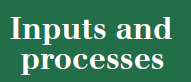 Inputs and
processes